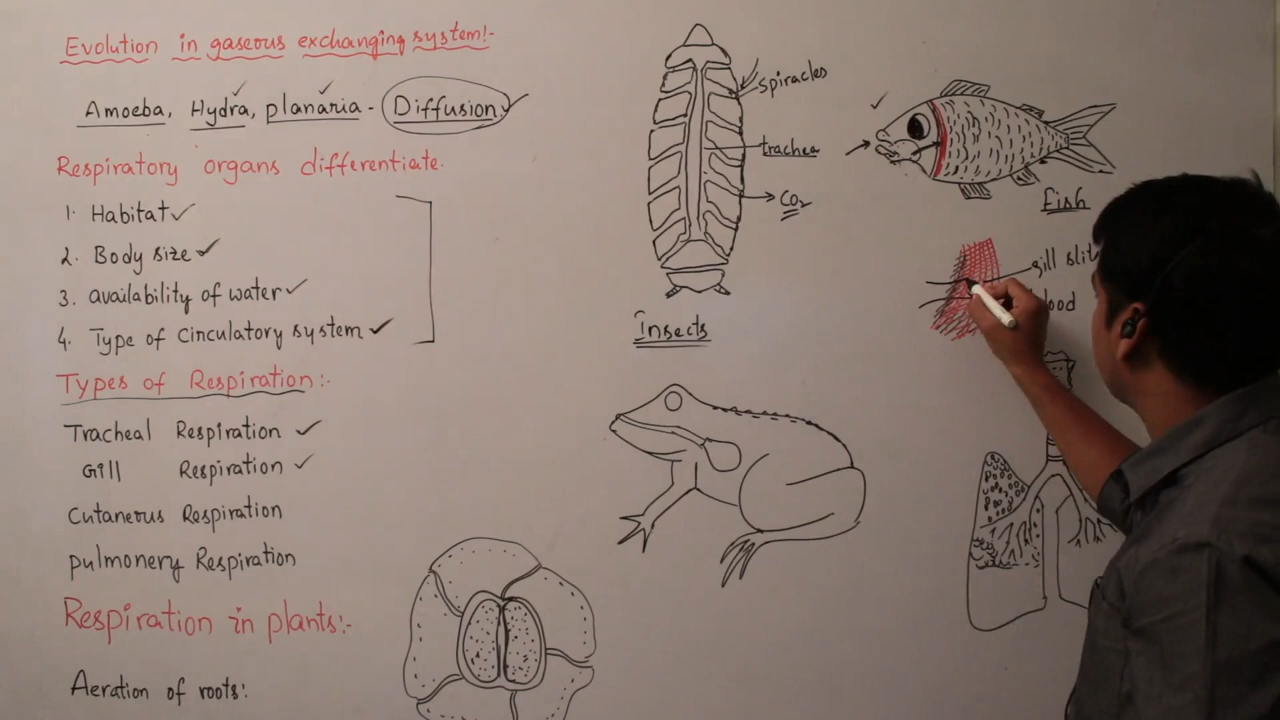 Evolution in gaseous exchanging system:-
Amoeba, Hydra, planaria - Diffusion
Respiratory organs differentiate.
1. Habitat
2. Body size
3. availability of water
4. Type of Circulatory system
Types of Respiration:-
Tracheal Respiration
Gill Respiration
Cutaneous Respiration
pulmonery Respiration
Respiration in plants:-
Aeration of roots:
spiracles
trachea
CO2
Insects
Fish
gill slit